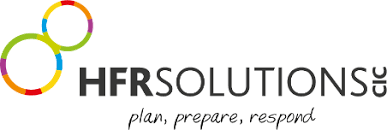 HFRSOLUTIONS CIC
plan, prepare, respond